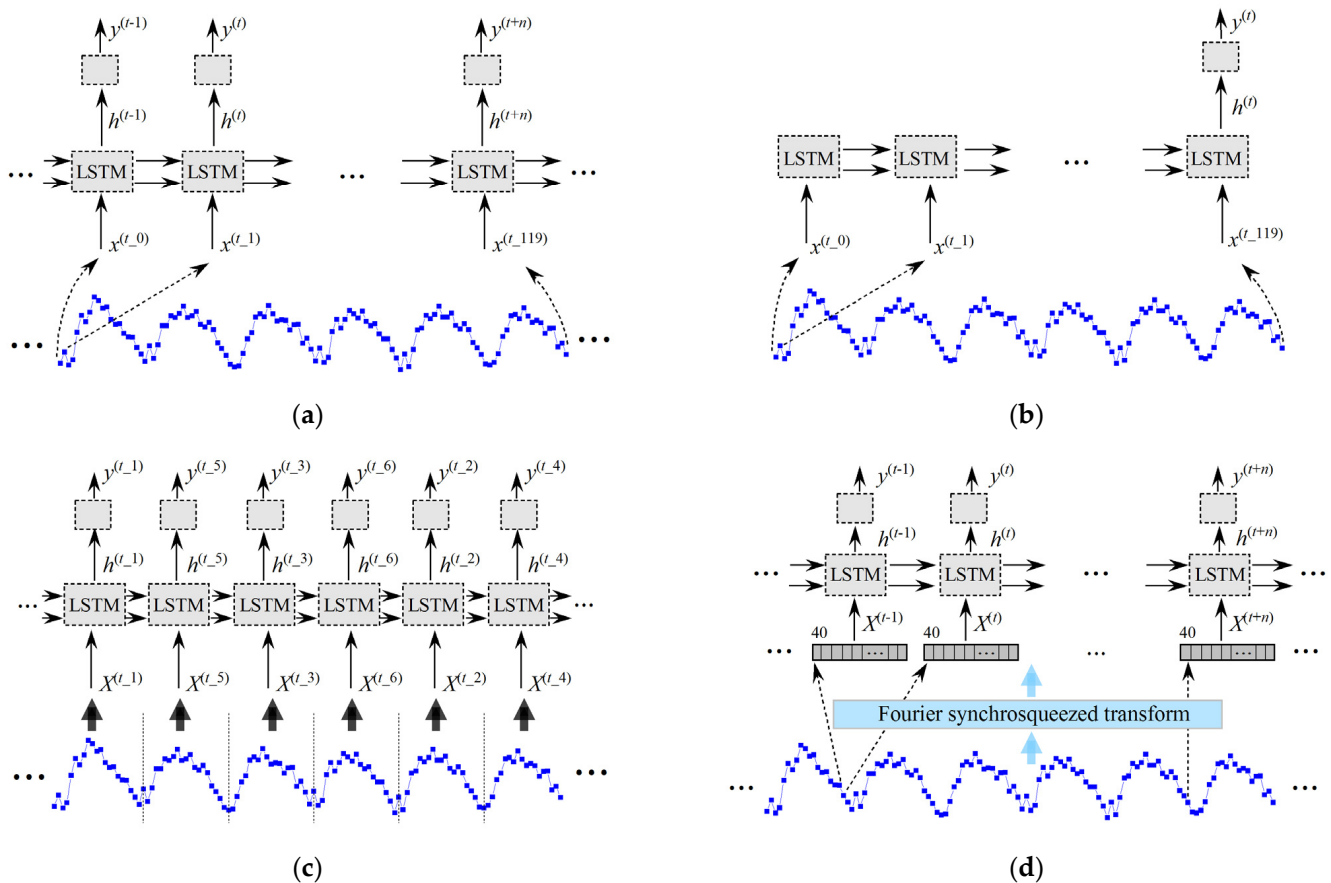 y(t-1) y(t) y(t+n)
h(t-1) h(t) h(t+n)
... LSTM LSTM ... LSTM ...
x(t_0) x(t_1) x(t_119)
... ...
(a)
y(t)
h(t)
LSTM LSTM ... LSTM
x(t_0) x(t_1) x(t_119)
(b)
y(t_1) y(t_5) y(t_3) y(t_6) y(t_2) y(t_4)
h(t_1) h(t_5) h(t_3) h(t_6) h(t_2) h(t_4)
... LSTM LSTM LSTM LSTM LSTM LSTM ...
X(t_1) X(t_5) X(t_3) X(t_6) X(t_2) X(t_4)
... ...
(c)
y(t-1) y(t) y(t+n)
h(t-1) h(t) h(t+n)
... LSTM LSTM ... LSTM ...
X(t-1) X(t) X(t+n)
40 40 40
... ... ... ... ... ...
Fourier synchrosqueezed transform
... ...
(d)